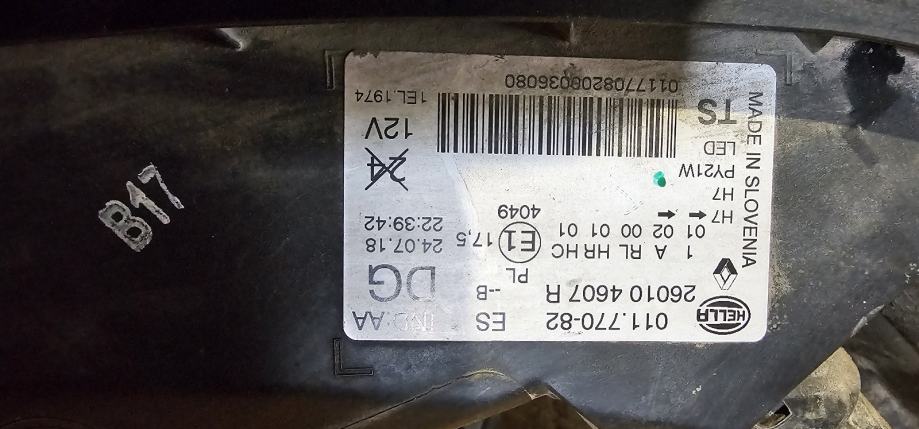 HELLA
011.770-82 ES IND:AA
26010 4607 R --B DG
PL
1 A RL HR HC E1 17,5 24.07.18
01 02 00 01 01 22:39:42
H7 → → 4049
H7
PY21W 24
LED
TS 12V
1EL.1974
0117708200036080
MADE IN SLOVENIA
B17